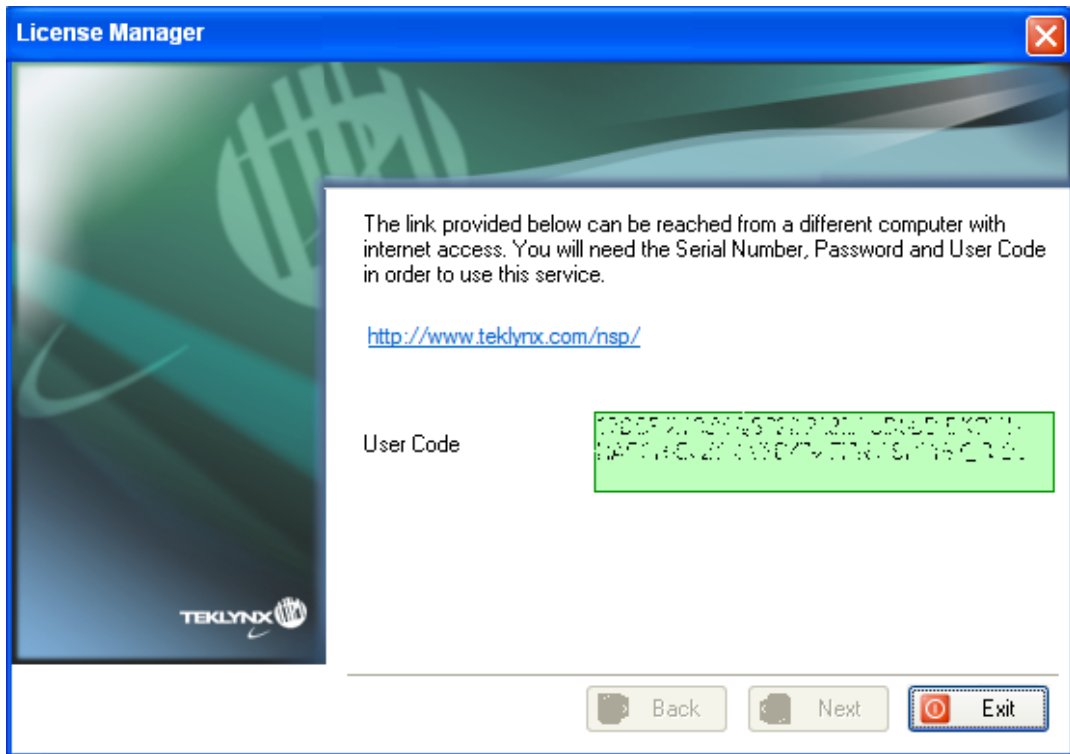 License Manager
The link provided below can be reached from a different computer with
internet access. You will need the Serial Number, Password and User Code
in order to use this service.
http://www.teklynx.com/nsp/
User Code
TEKLYNX
Back
Next
Exit